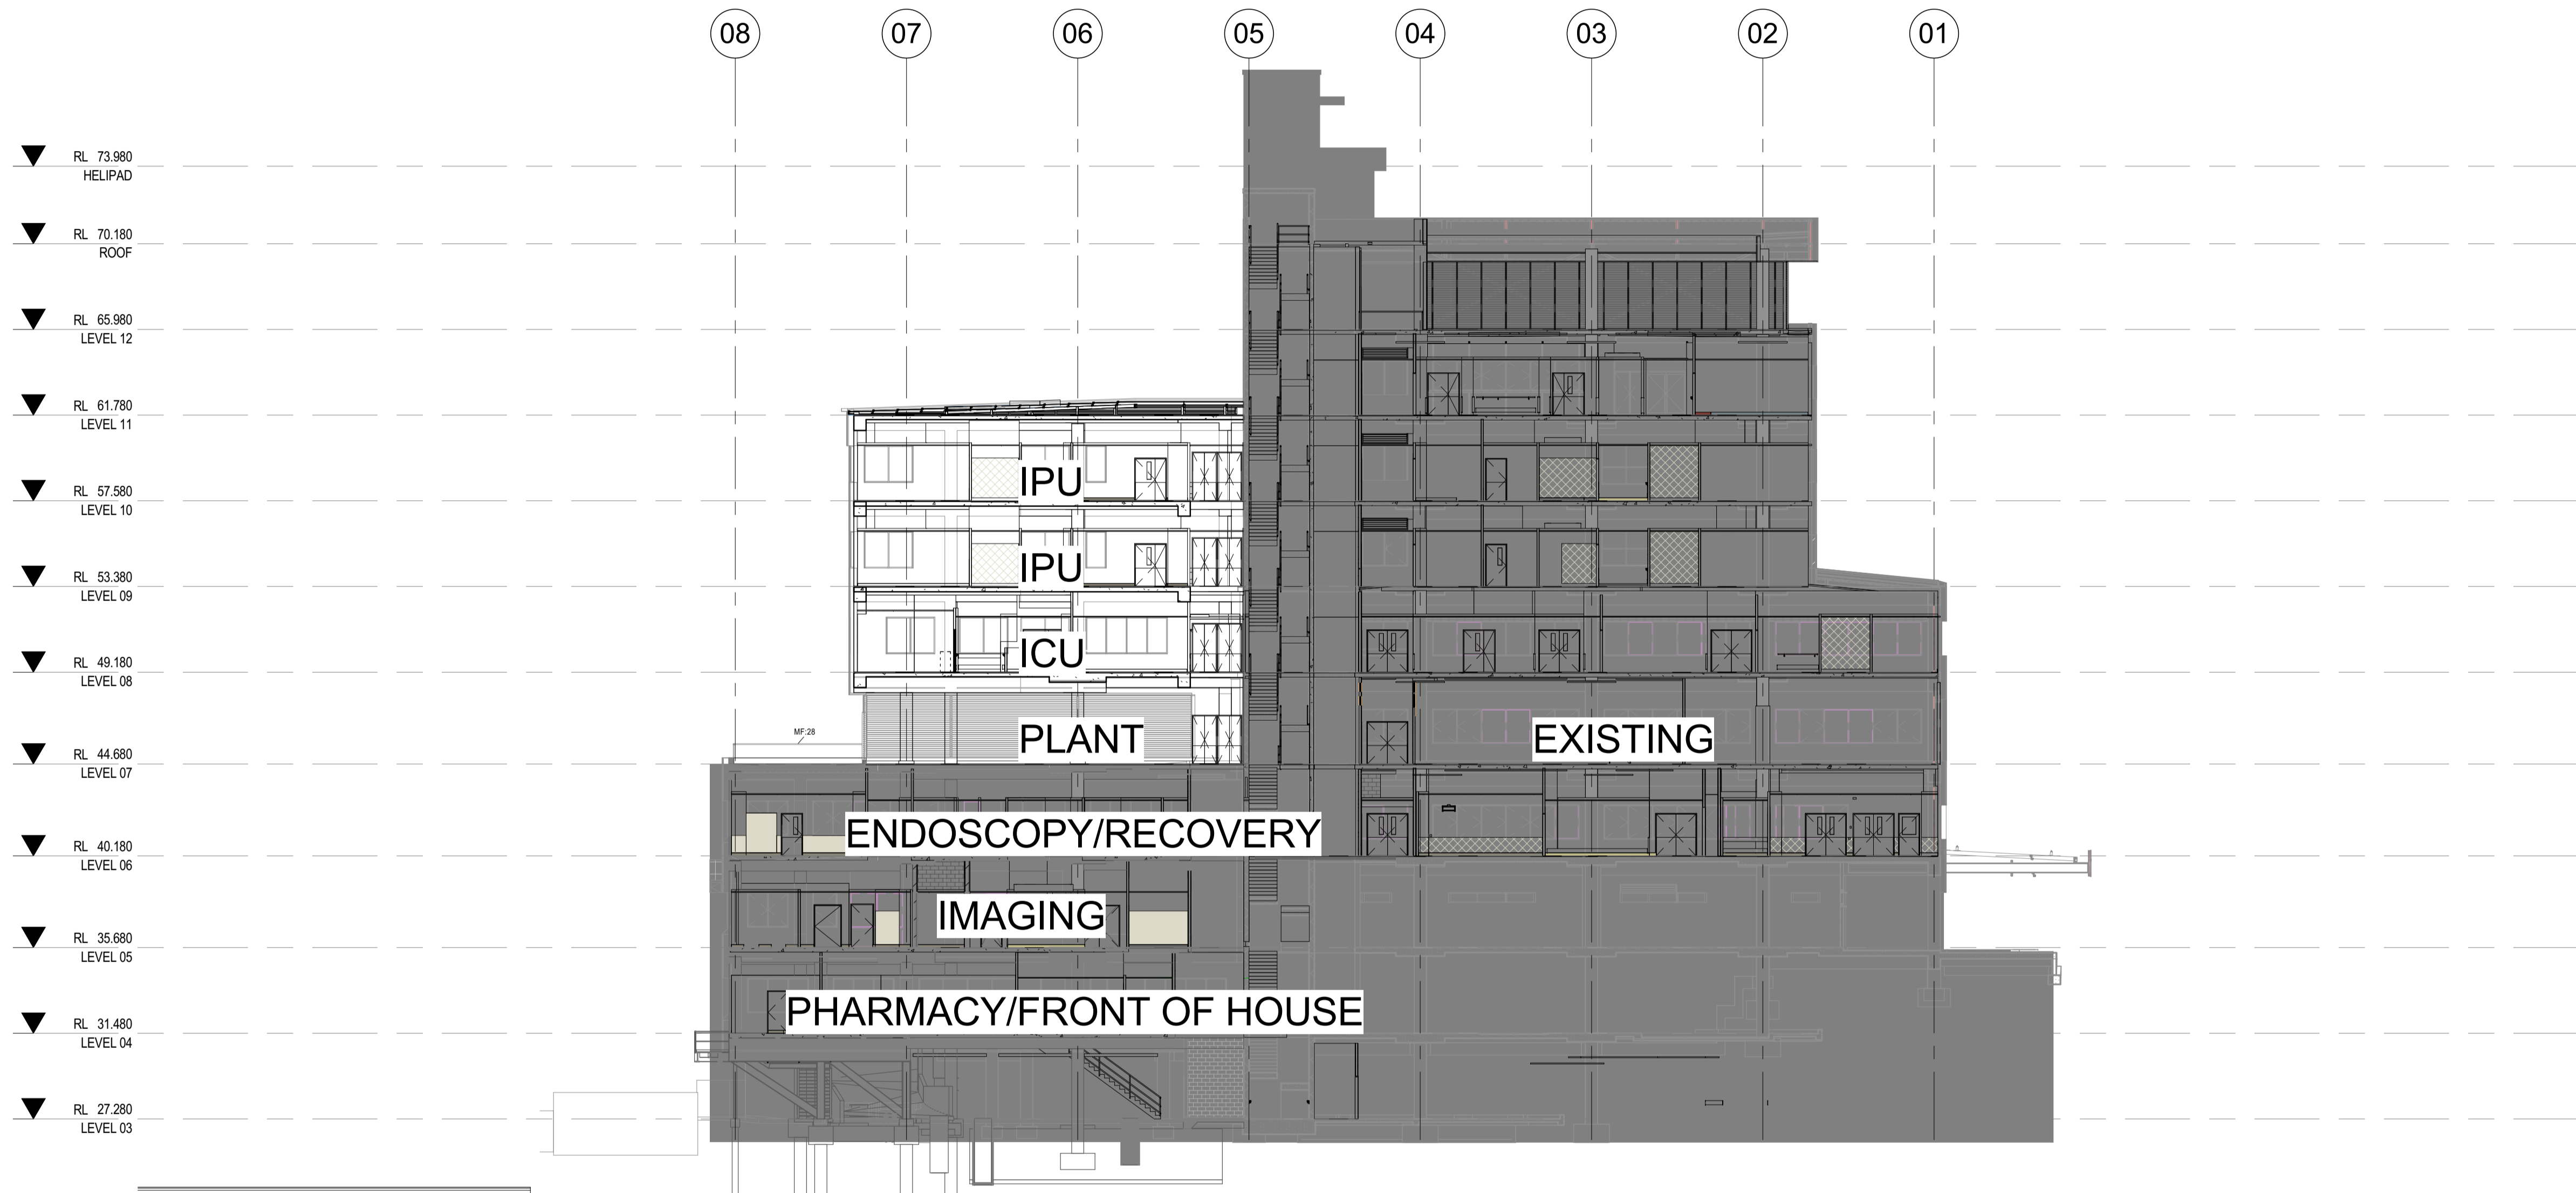 08 07 06 05 04 03 02 01
RL 73.980
HELIPAD
RL 70.180
ROOF
RL 65.980
LEVEL 12
RL 61.780
LEVEL 11
IPU
RL 57.580
LEVEL 10
IPU
RL 53.380
LEVEL 09
ICU
RL 49.180
LEVEL 08
MF:28
PLANT
EXISTING
RL 44.680
LEVEL 07
ENDOSCOPY/RECOVERY
RL 40.180
LEVEL 06
IMAGING
RL 35.680
LEVEL 05
PHARMACY/FRONT OF HOUSE
RL 31.480
LEVEL 04
RL 27.280
LEVEL 03